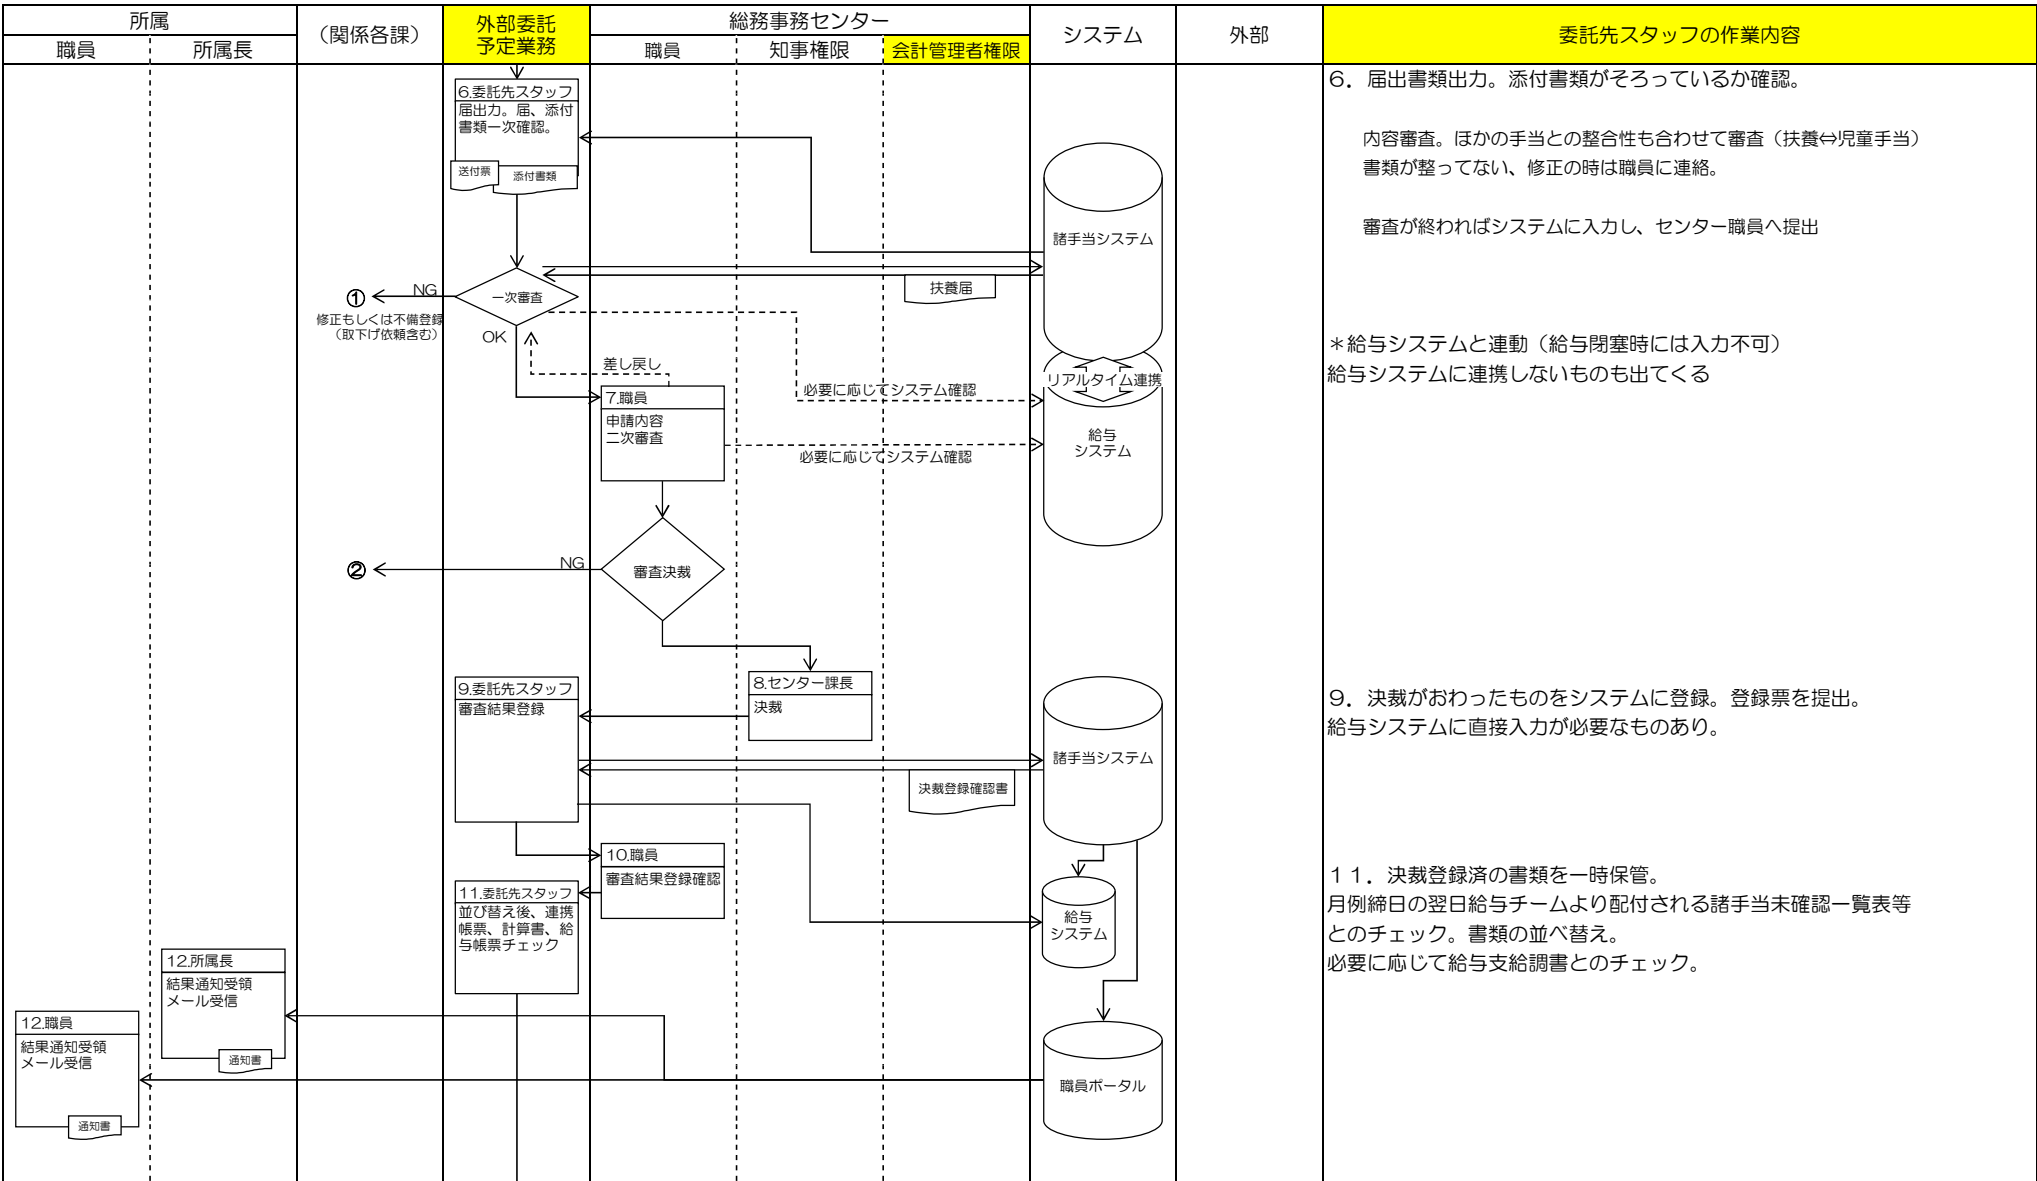 所属
(関係各課)
外部委託
予定業務
総務事務センター
システム
外部
委託先スタッフの作業内容
職員
所属長
職員
知事権限
会計管理者権限
6.委託先スタッフ
届出力。届、添付
書類一次確認。
送付票
添付書類
6．届出書類出力。添付書類がそろっているか確認。
内容審査。ほかの手当との整合性も合わせて審査（扶養⇔児童手当）
書類が整ってない、修正の時は職員に連絡。
審査が終わればシステムに入力し、センター職員へ提出
諸手当システム
扶養届
一次審査
NG
①
修正もしくは不備登録
（取下げ依頼含む）
OK
差し戻し
＊給与システムと連動（給与閉塞時には入力不可）
給与システムに連携しないものも出てくる
リアルタイム連携
必要に応じてシステム確認
7.職員
申請内容
二次審査
給与
システム
必要に応じてシステム確認
NG
②
審査決裁
8.センター課長
決裁
9.委託先スタッフ
審査結果登録
9．決裁がおわったものをシステムに登録。登録票を提出。
給与システムに直接入力が必要なものあり。
諸手当システム
決裁登録確認書
10.職員
審査結果登録確認
11.委託先スタッフ
並び替え後、連携
帳票、計算書、給
与帳票チェック
給与
システム
１１．決裁登録済の書類を一時保管。
月例締日の翌日給与チームより配付される諸手当未確認一覧表等
とのチェック。書類の並べ替え。
必要に応じて給与支給調書とのチェック。
12.所属長
結果通知受領
メール受信
通知書
12.職員
結果通知受領
メール受信
通知書
職員ポータル